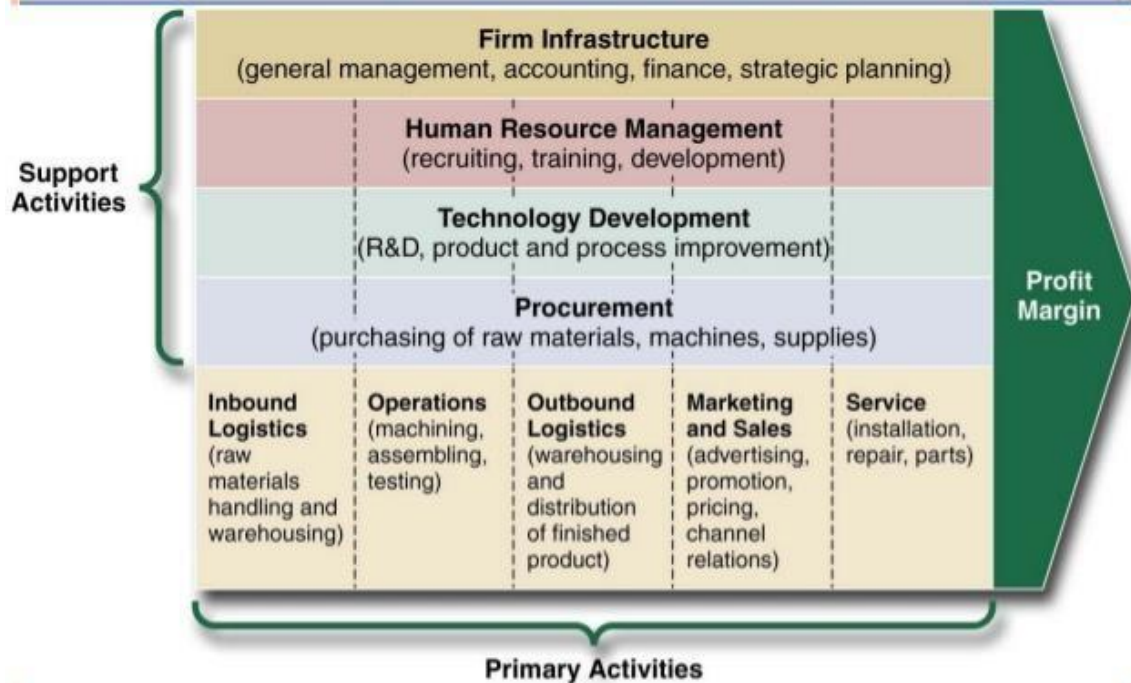 Firm Infrastructure
(general management, accounting, finance, strategic planning)
Human Resource Management
(recruiting, training, development)
Support
Activities
Technology Development
(R&D, product and process improvement)
Procurement
(purchasing of raw materials, machines, supplies)
Profit
Margin
Inbound
Logistics
(raw
materials
handling and
warehousing)
Operations
(machining,
assembling,
testing)
Outbound
Logistics
(warehousing
and
distribution
of finished
product)
Marketing
and Sales
(advertising,
promotion,
pricing,
channel
relations)
Service
(installation,
repair, parts)
Primary Activities